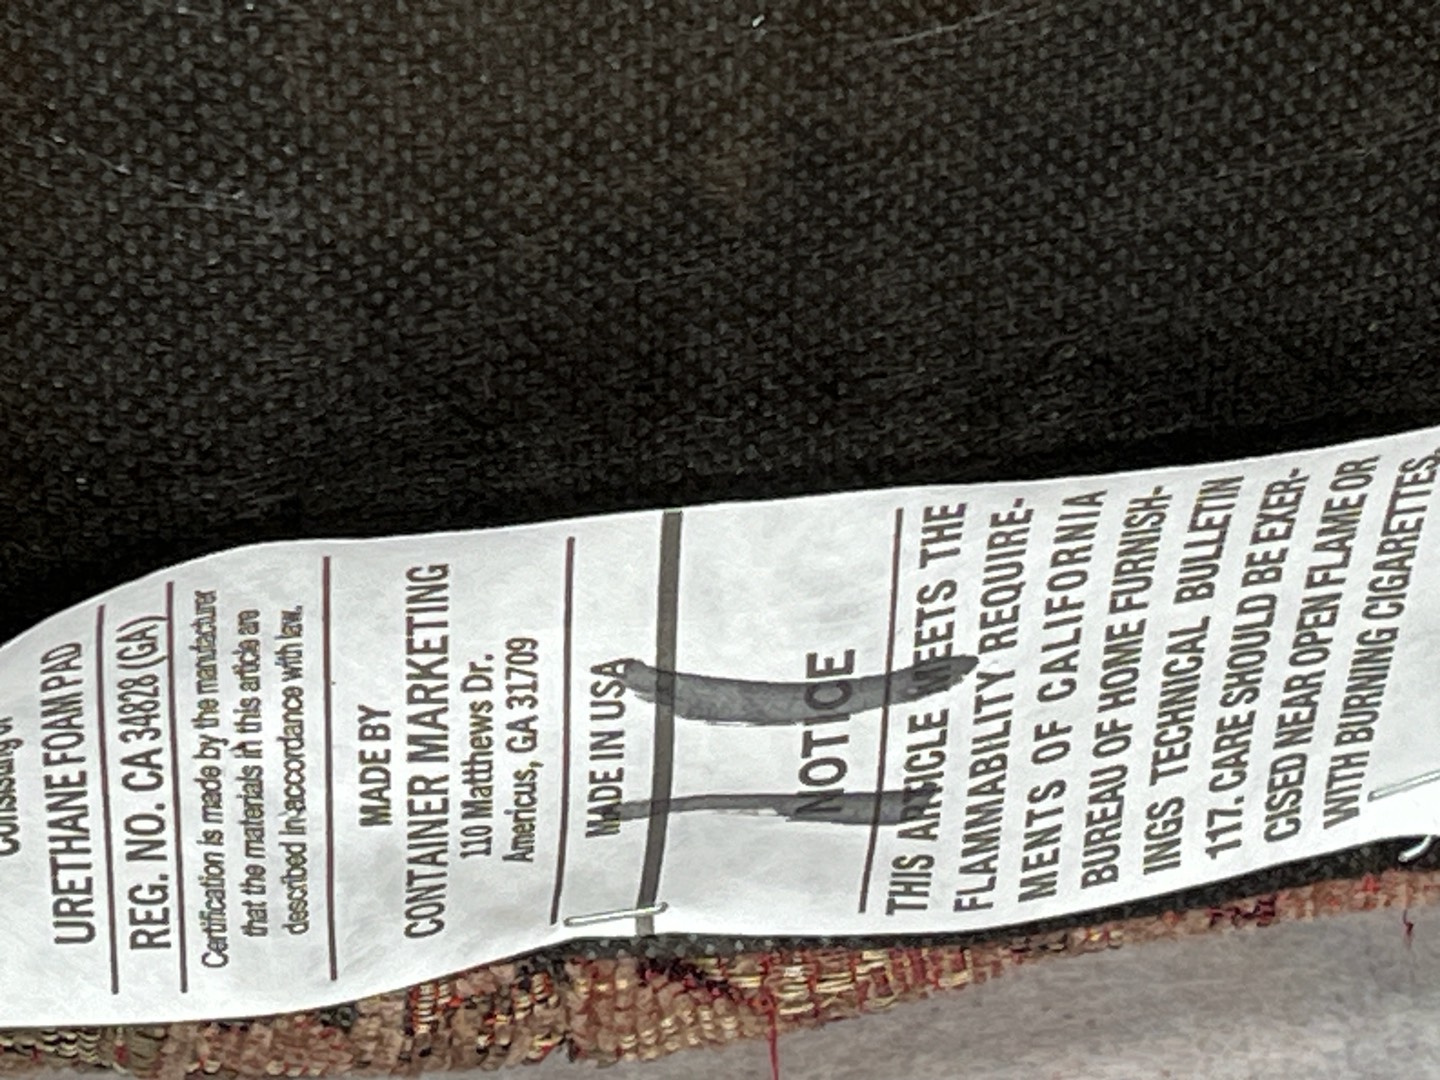 URETHANE FOAM PAD
REG. NO. CA 34828 (GA)
Certification is made by the manufacturer
that the materials in this article are
described in accordance with law.
MADE BY
CONTAINER MARKETING
110 Matthews Dr.
Americus, GA 31709
MADE IN USA
NOTICE
THIS ARTICLE MEETS THE
FLAMMABILITY REQUIRE-
MENTS OF CALIFORNIA
BUREAU OF HOME FURNISH-
INGS TECHNICAL BULLETIN
117. CARE SHOULD BE EXER-
CISED NEAR OPEN FLAME OR
WITH BURNING CIGARETTES.